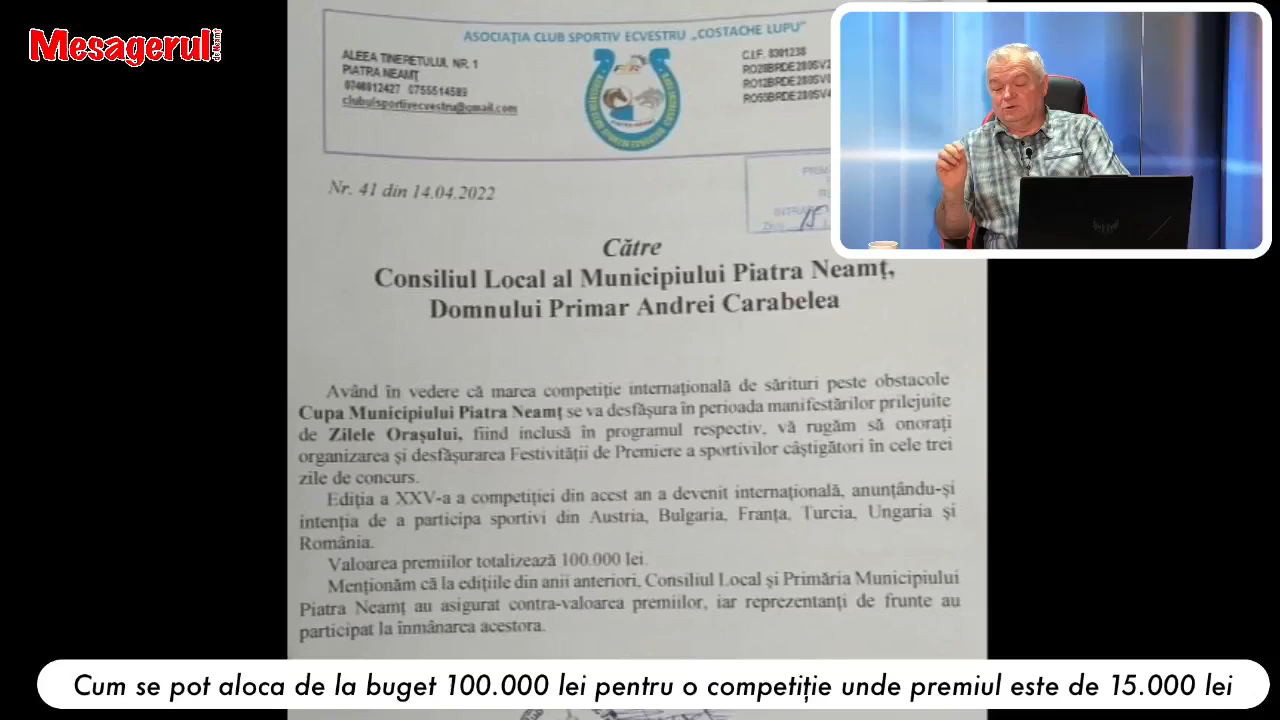 Mesagerul
ASOCIAȚIA CLUB SPORTIV ECVESTRU „COSTACHE LUPU”
ALEEA TINERETULUI, NR. 1
PIATRA NEAMȚ
0746912427 0755514589
clubulsportivecvestru@gmail.com
C.I.F. 8301238
Nr. 41 din 14.04.2022
Către
Consiliul Local al Municipiului Piatra Neamț,
Domnului Primar Andrei Carabelea
Având în vedere că marea competiție internațională de sărituri peste obstacole
Cupa Municipiului Piatra Neamț se va desfășura în perioada manifestărilor prilejuite
de Zilele Orașului, fiind inclusă în programul respectiv, vă rugăm să onorați
organizarea și desfășurarea Festivității de Premiere a sportivilor câștigători în cele trei
zile de concurs.
Ediția a XXV-a a competiției din acest an a devenit internațională, anunțându-și
intenția de a participa sportivi din Austria, Bulgaria, Franța, Turcia, Ungaria și
România.
Valoarea premiilor totalizează 100.000 lei.
Menționăm că la edițiile din anii anteriori, Consiliul Local și Primăria Municipiului
Piatra Neamț au asigurat contra-valoarea premiilor, iar reprezentanți de frunte au
participat la înmânarea acestora.
Cum se pot aloca de la buget 100.000 lei pentru o competiție unde premiul este de 15.000 lei